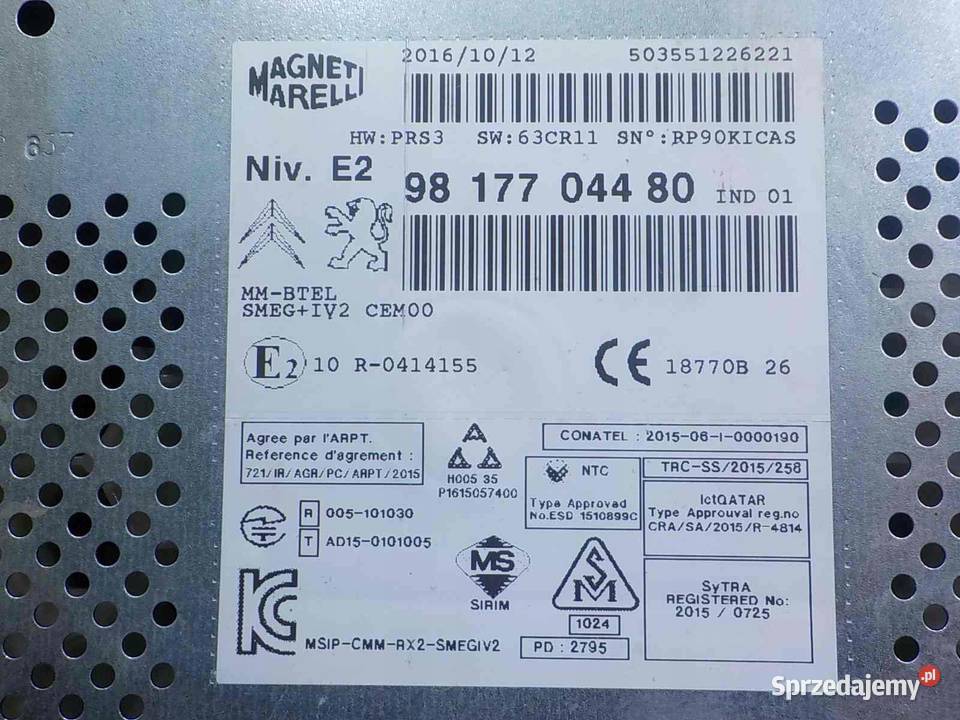 MAGNETI
MARELLI
2016/10/12 503551226221
HW:PRS3 SW:63CR11 SN°:RP90KICAS
Niv. E2
98 177 044 80 IND 01
MM-BTEL
SMEG+IV2 CEM00
E2 10 R-0414155
CE 18770B 26
Agree par l'ARPT.
Reference d'agrement :
721/IR/AGR/PC/ARPT/2015
H005 35
P1615057400
CONATEL : 2015-06-I-0000190
NTC
Type Approved
No.ESD 1510899C
TRC-SS/2015/258
IctQATAR
Type Approuval reg.no
CRA/SA/2015/R-4814
R 005-101030
T AD15-0101005
MS
SIRIM
SM
1024
PD : 2795
SyTRA
REGISTERED No:
2015 / 0725
KC
MSIP-CMM-RX2-SMEGIV2
Sprzedajemy.pl